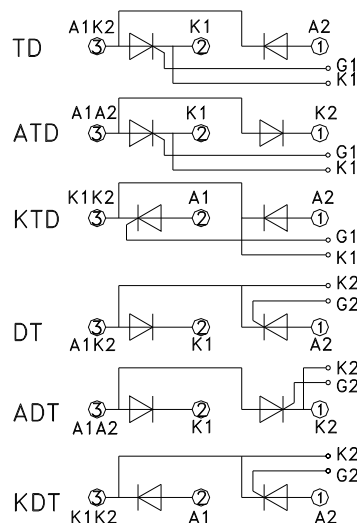 A1K2 K1 A2
TD 3 2 1
G1
K1
A1A2 K1 K2
ATD 3 2 1
G1
K1
K1K2 A1 A2
KTD 3 2 1
G1
K1
K2
G2
DT 3 2 1
A1K2 K1 A2
K2
G2
ADT 3 2 1
A1A2 K1 K2
K2
G2
KDT 3 2 1
K1K2 A1 A2